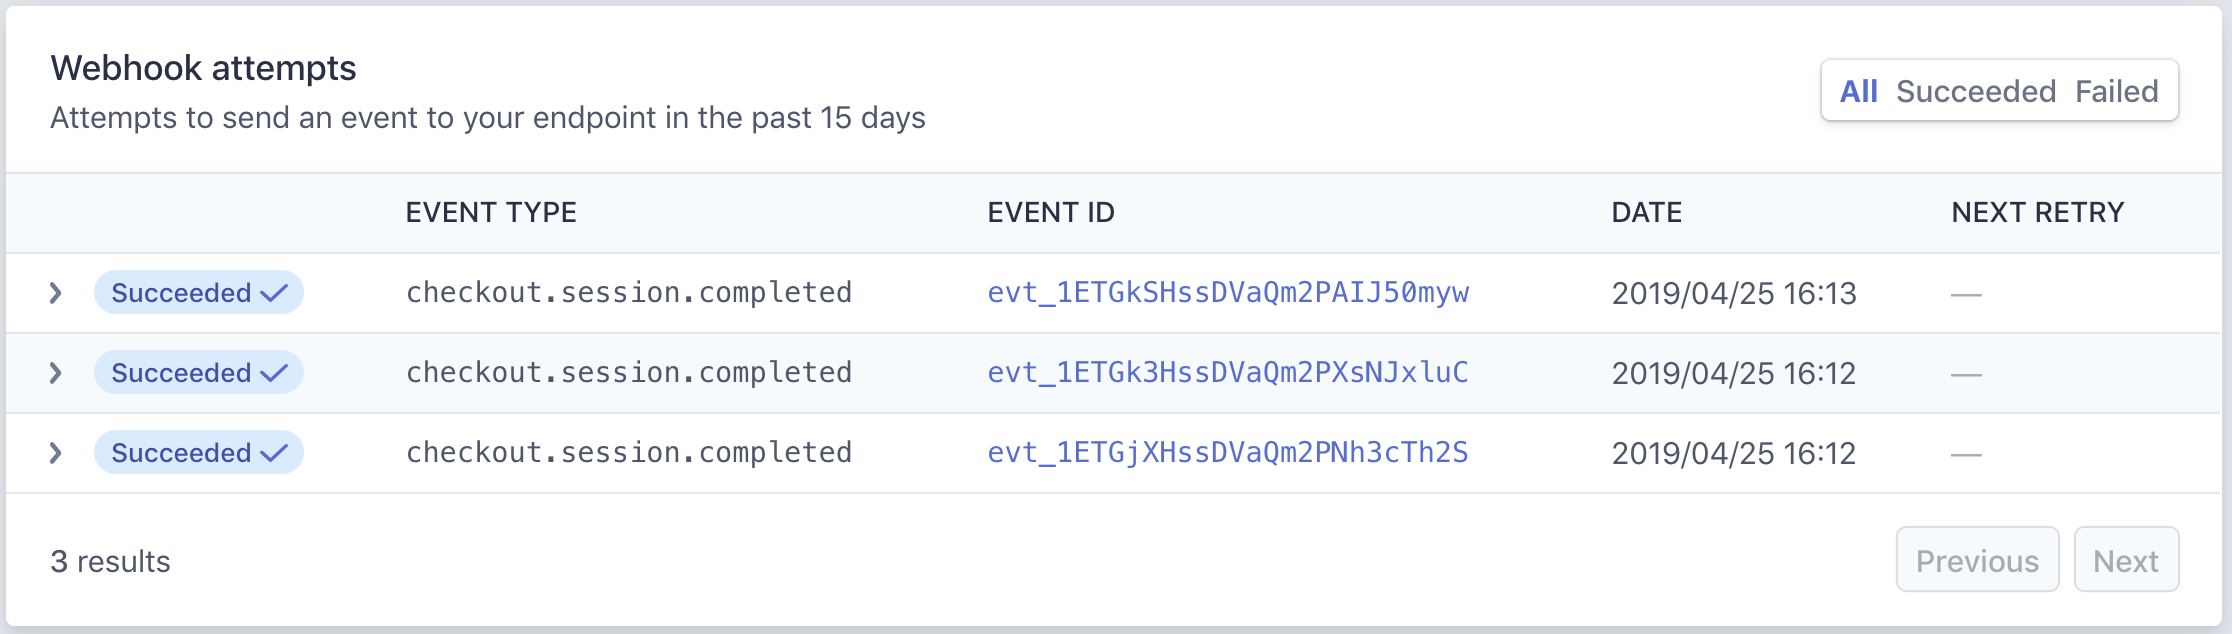 Webhook attempts
Attempts to send an event to your endpoint in the past 15 days
All Succeeded Failed
EVENT TYPE EVENT ID DATE NEXT RETRY
Succeeded checkout.session.completed evt_1ETGkSHssDVaQm2PAIJ50myw 2019/04/25 16:13 —
Succeeded checkout.session.completed evt_1ETGk3HssDVaQm2PXsNJxluC 2019/04/25 16:12 —
Succeeded checkout.session.completed evt_1ETGjXHssDVaQm2PNh3cTh2S 2019/04/25 16:12 —
3 results
Previous Next